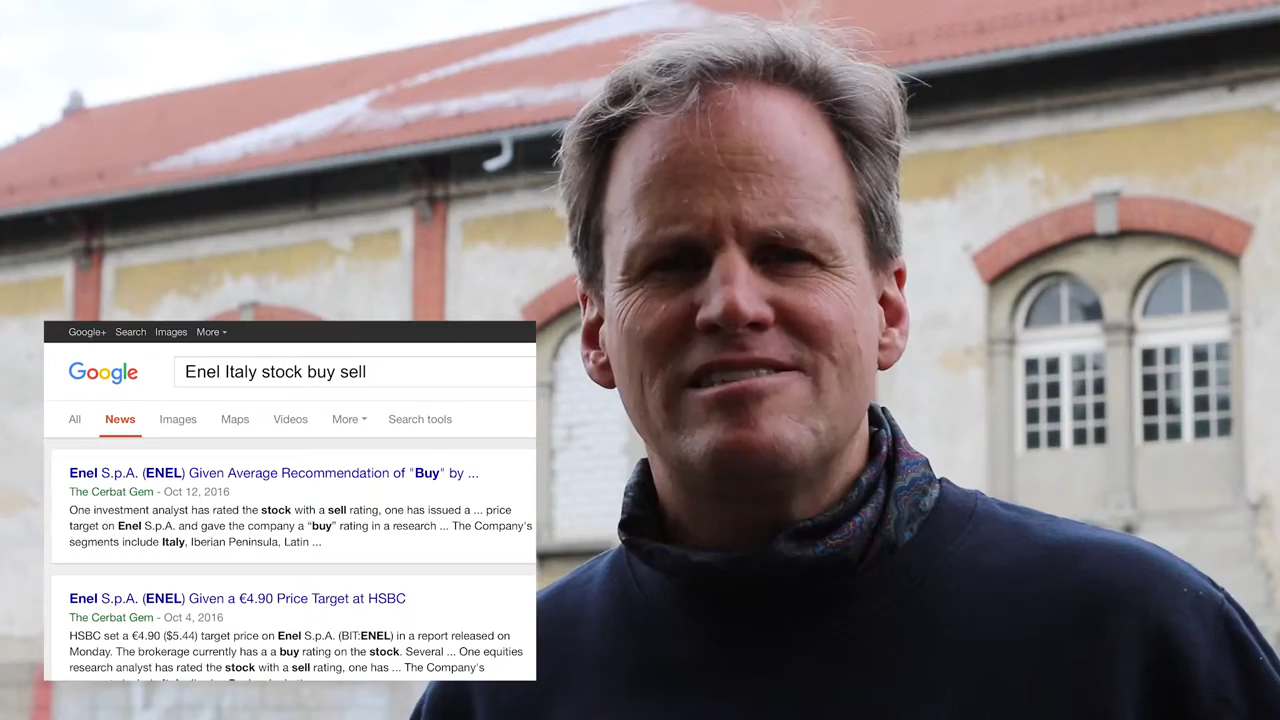 Google+ Search Images More
Google
Enel Italy stock buy sell
All News Images Maps Videos More Search tools
Enel S.p.A. (ENEL) Given Average Recommendation of "Buy" by ...
The Cerbat Gem - Oct 12, 2016
One investment analyst has rated the stock with a sell rating, one has issued a ... price
target on Enel S.p.A. and gave the company a “buy” rating in a research ... The Company's
segments include Italy, Iberian Peninsula, Latin ...
Enel S.p.A. (ENEL) Given a €4.90 Price Target at HSBC
The Cerbat Gem - Oct 4, 2016
HSBC set a €4.90 ($5.44) target price on Enel S.p.A. (BIT:ENEL) in a report released on
Monday. The brokerage currently has a a buy rating on the stock. Several ... One equities
research analyst has rated the stock with a sell rating, one has ... The Company's